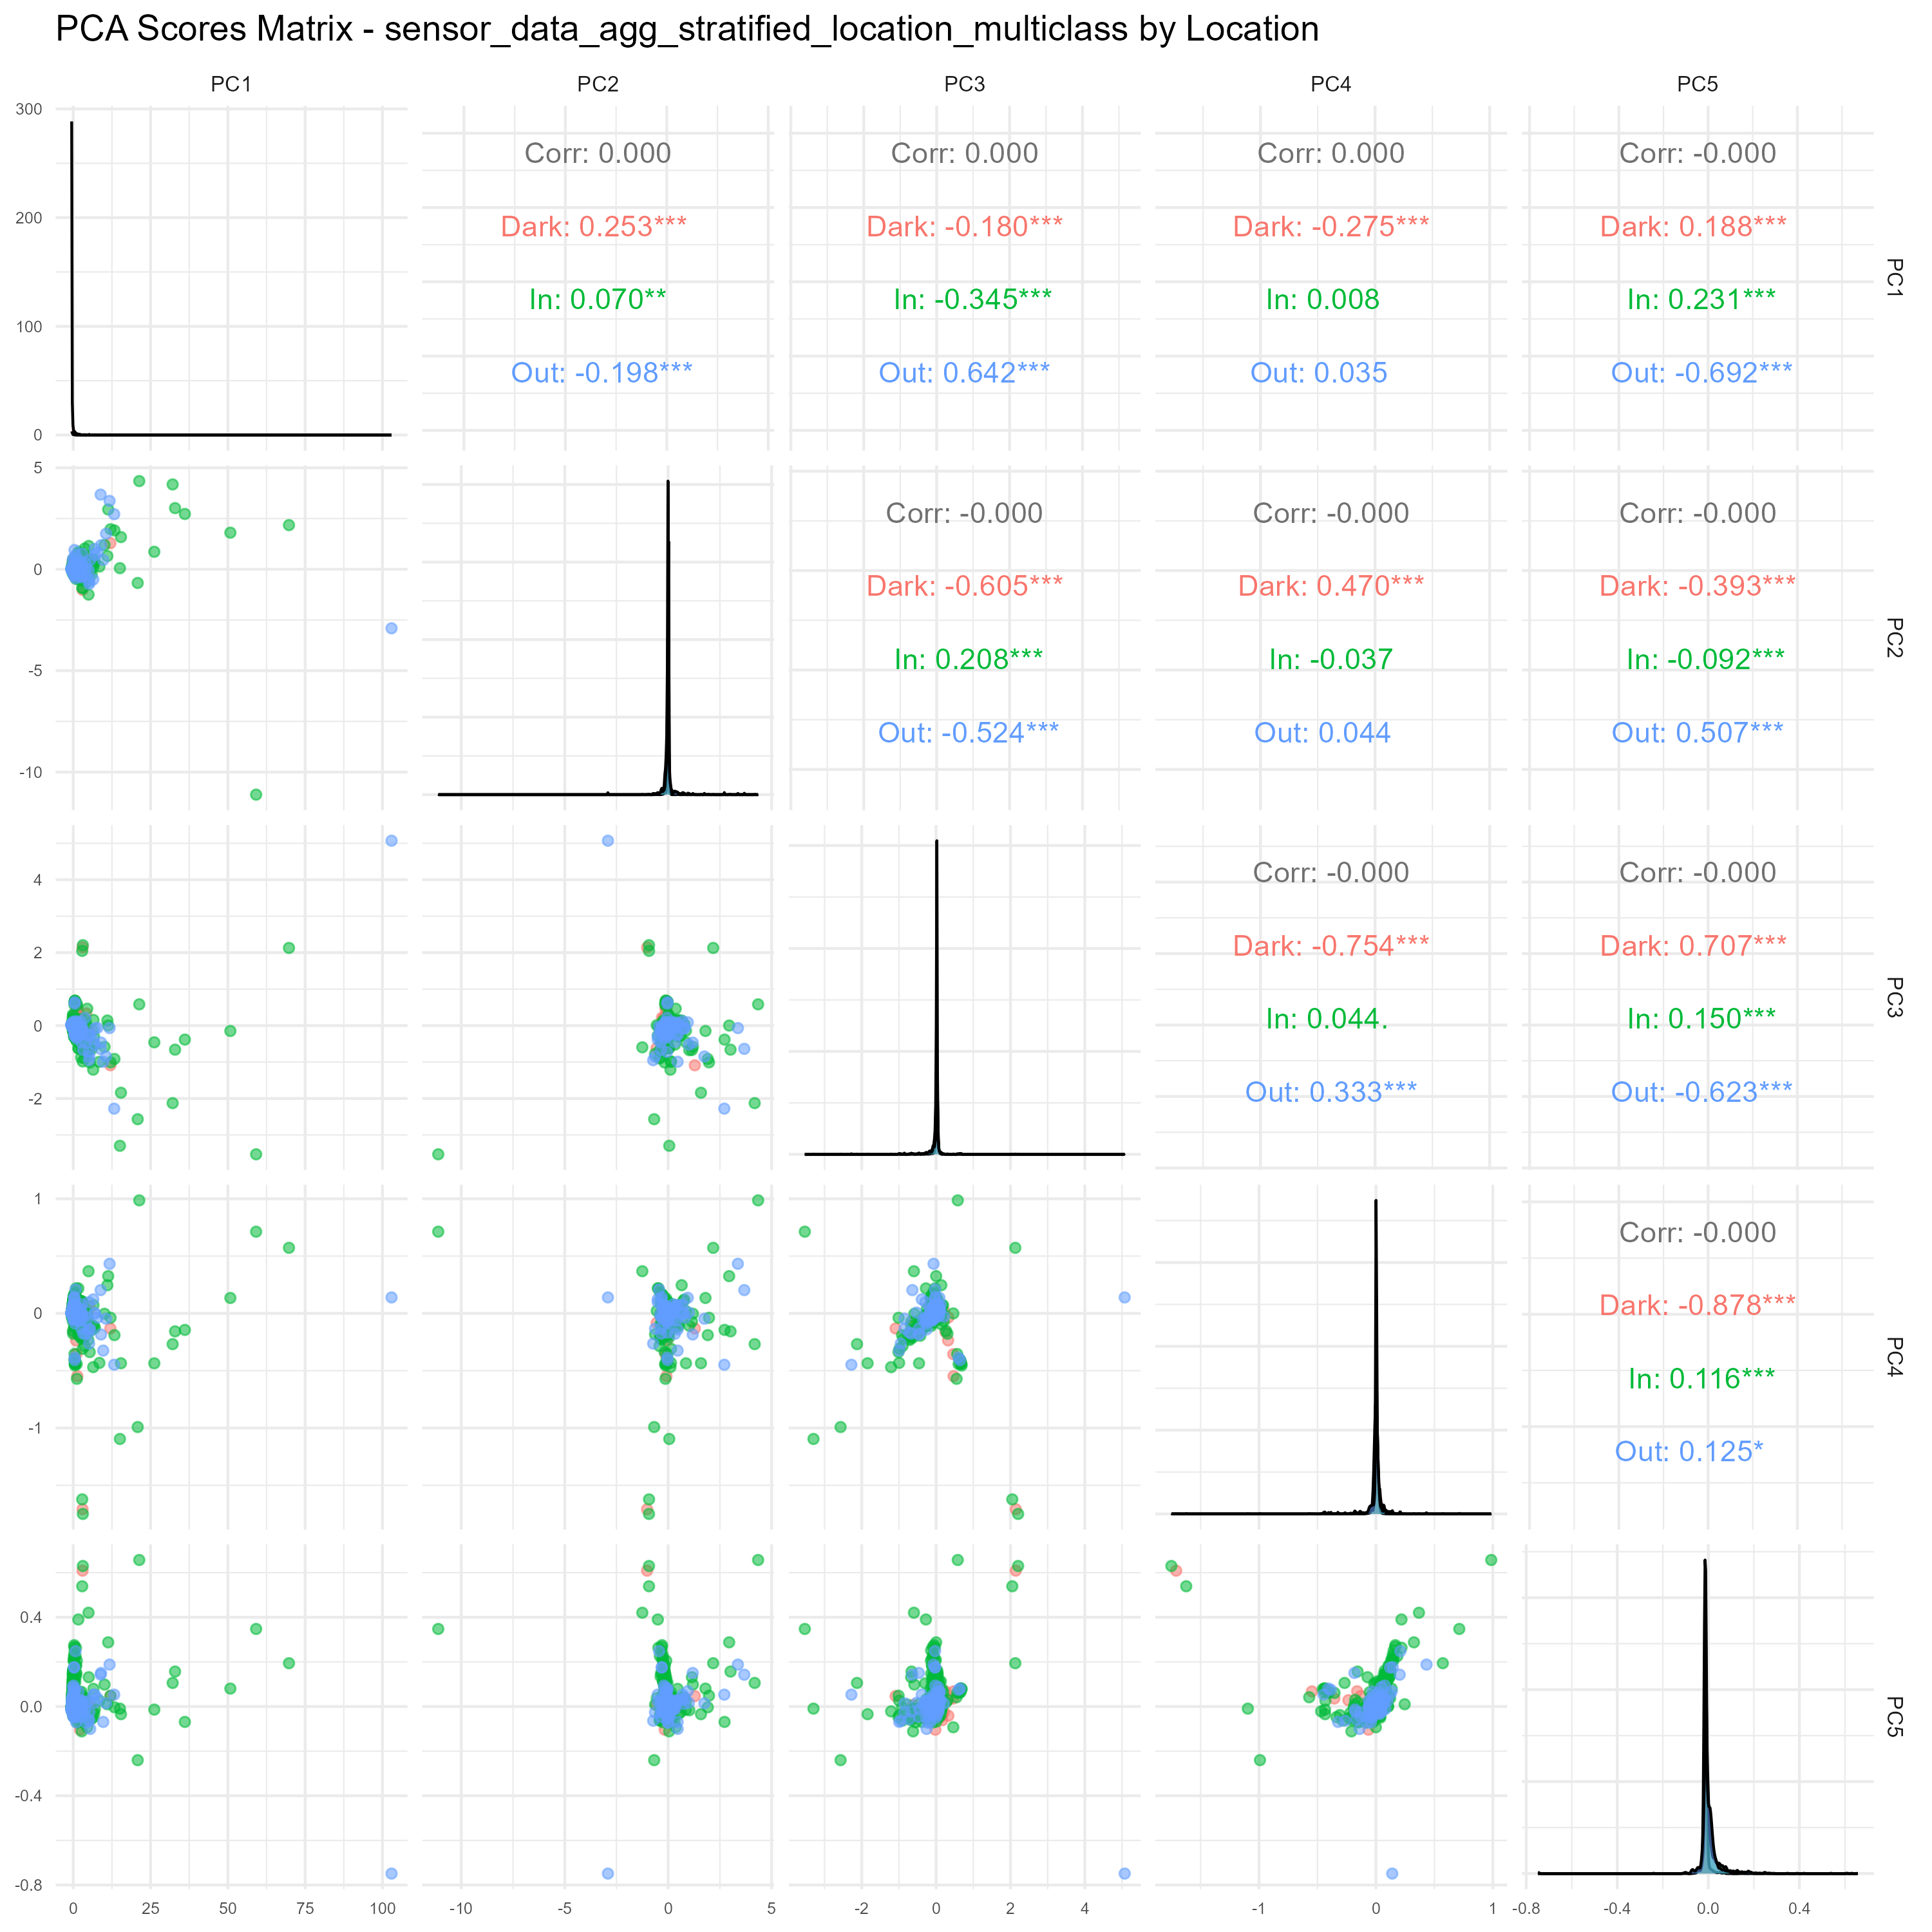 PCA Scores Matrix - sensor_data_agg_stratified_location_multiclass by Location
PC1 PC2 PC3 PC4 PC5
300
200
100
0
Corr: 0.000 Corr: 0.000 Corr: 0.000 Corr: -0.000
Dark: 0.253*** Dark: -0.180*** Dark: -0.275*** Dark: 0.188***
In: 0.070** In: -0.345*** In: 0.008 In: 0.231***
Out: -0.198*** Out: 0.642*** Out: 0.035 Out: -0.692***
PC1
5
0
-5
-10
Corr: -0.000 Corr: -0.000 Corr: -0.000
Dark: -0.605*** Dark: 0.470*** Dark: -0.393***
In: 0.208*** In: -0.037 In: -0.092***
Out: -0.524*** Out: 0.044 Out: 0.507***
PC2
4
2
0
-2
Corr: -0.000 Corr: -0.000
Dark: -0.754*** Dark: 0.707***
In: 0.044. In: 0.150***
Out: 0.333*** Out: -0.623***
PC3
1
0
-1
Corr: -0.000
Dark: -0.878***
In: 0.116***
Out: 0.125*
PC4
0.4
0.0
-0.4
-0.8
PC5
0 25 50 75 100 -10 -5 0 5 -2 0 2 4 -1 0 1 -0.8 -0.4 0.0 0.4